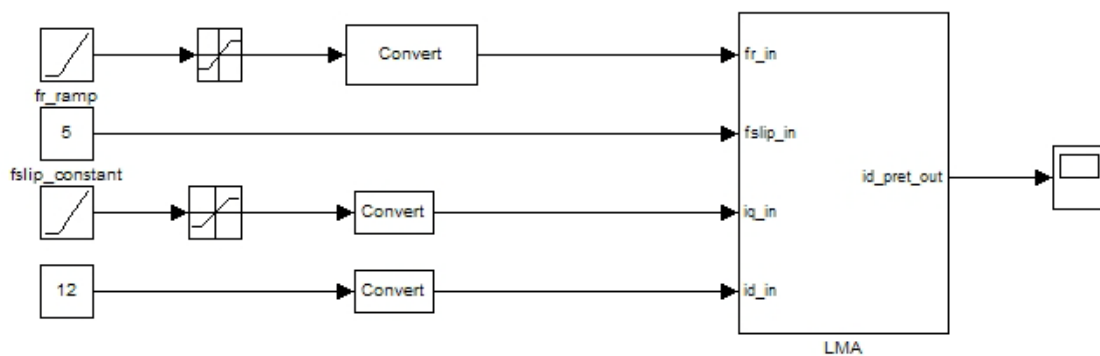 Convert
fr_in
fr_ramp
5
fslip_in
fslip_constant
id_pret_out
Convert
iq_in
12
Convert
id_in
LMA